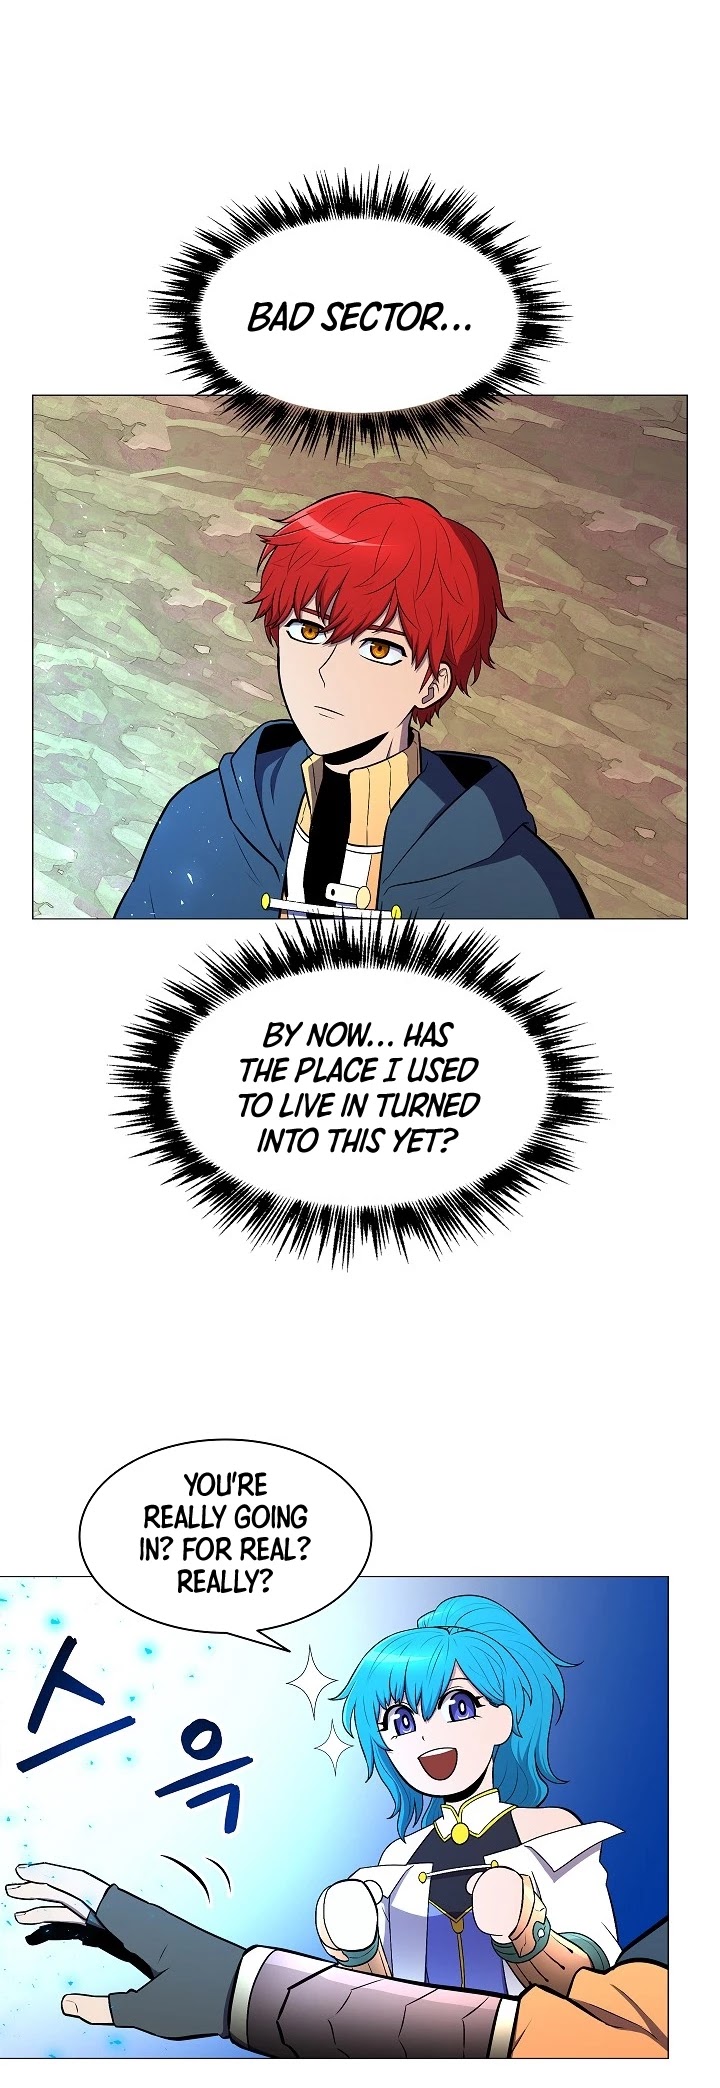 BAD SECTOR...
BY NOW... HAS
THE PLACE I USED
TO LIVE IN TURNED
INTO THIS YET?
YOU'RE
REALLY GOING
IN? FOR REAL?
REALLY?
스윽